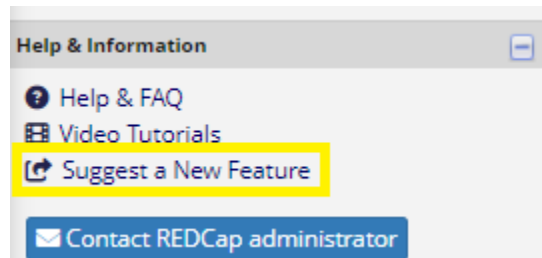 Help & Information
Help & FAQ
Video Tutorials
Suggest a New Feature
Contact REDCap administrator